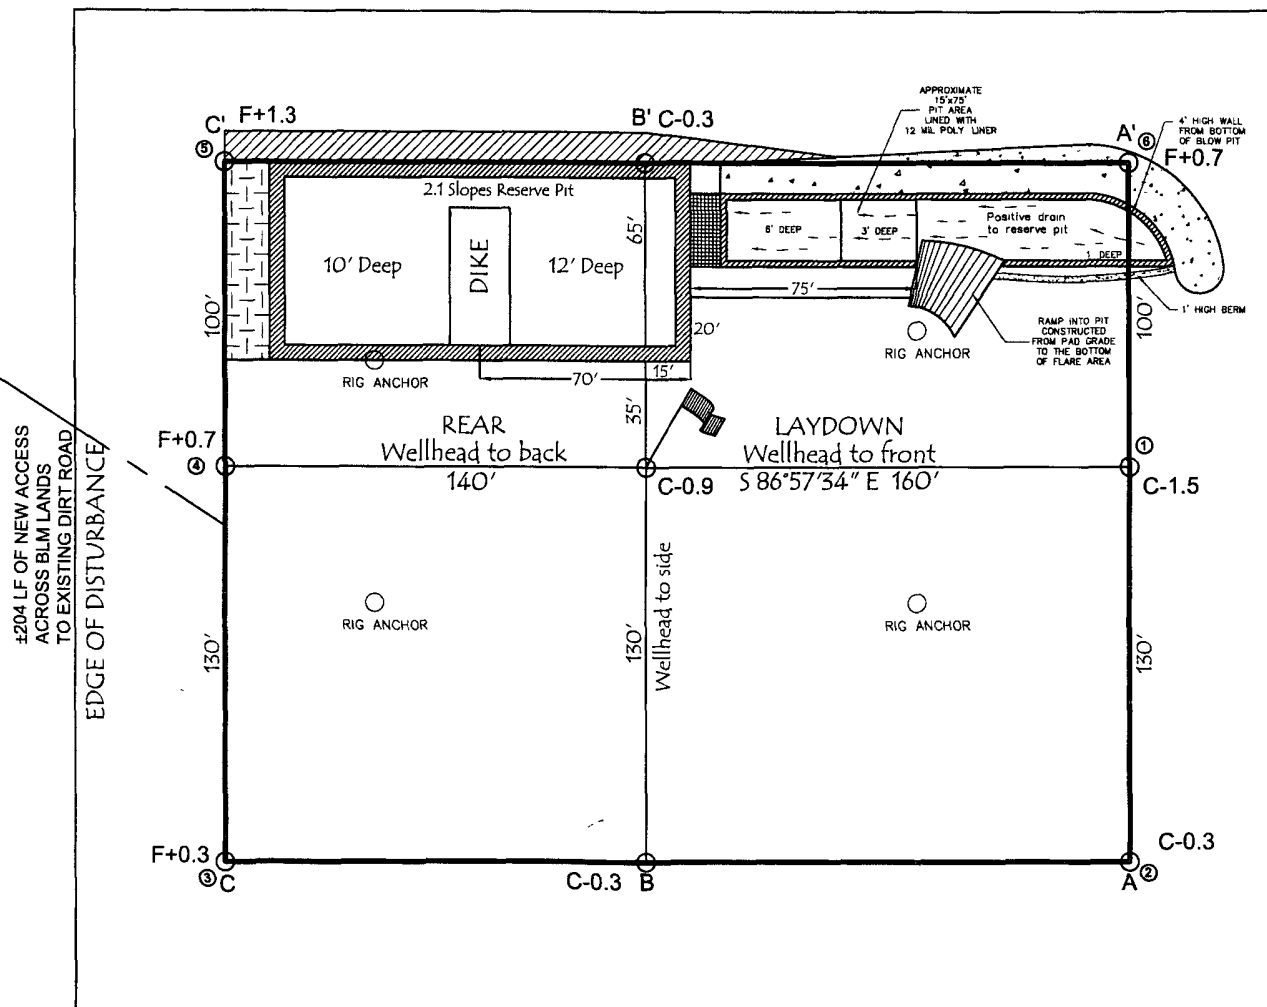 APPROXIMATE
15'x75'
PIT AREA
LINED WITH
12 MIL POLY LINER
4' HIGH WALL
FROM BOTTOM
OF BLOW PIT
C' F+1.3
⑤
B' C-0.3
A' ⑥
F+0.7
2.1 Slopes Reserve Pit
10' Deep
DIKE
12' Deep
65'
6' DEEP
3' DEEP
Positive drain
to reserve pit
1' DEEP
75'
100'
20'
100'
1' HIGH BERM
RAMP INTO PIT
CONSTRUCTED
FROM PAD GRADE
TO THE BOTTOM
OF FLARE AREA
RIG ANCHOR
RIG ANCHOR
70'
15'
35'
F+0.7
④
REAR
Wellhead to back
140'
LAYDOWN
Wellhead to front
S 86°57'34" E 160'
C-0.9
①
C-1.5
±204 LF OF NEW ACCESS
ACROSS BLM LANDS
TO EXISTING DIRT ROAD
EDGE OF DISTURBANCE
130'
130'
Wellhead to side
130'
RIG ANCHOR
RIG ANCHOR
F+0.3
③ C
C-0.3 B
C-0.3
A ②